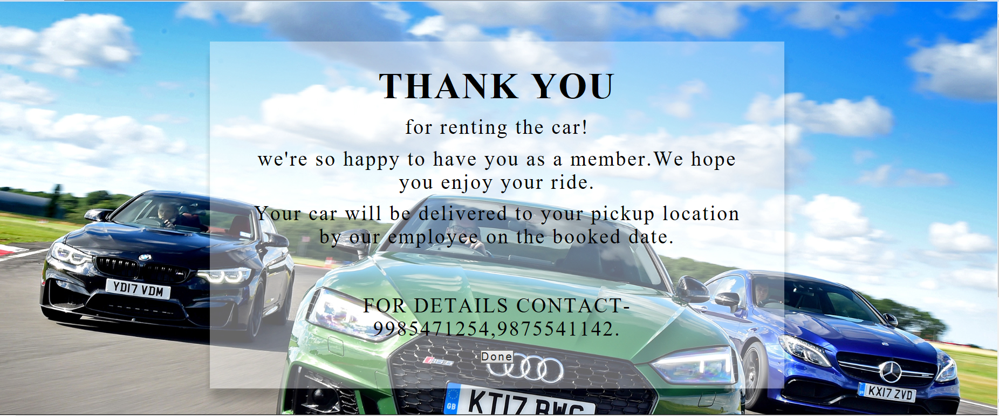 THANK YOU
for renting the car!
we're so happy to have you as a member.We hope
you enjoy your ride.
Your car will be delivered to your pickup location
by our employee on the booked date.
YD17 VDM
FOR DETAILS CONTACT-
9985471254,9875541142.
Done
RS5
GB
KT17
KX17 ZVD